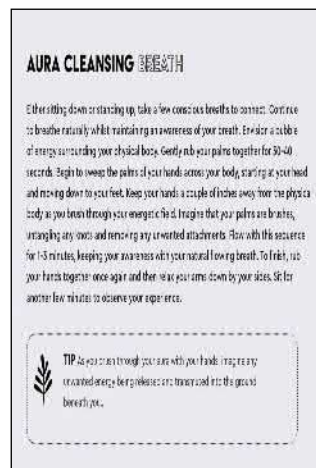 AURA CLEANSING BREATH
Either sitting down or standing up, take a few conscious breaths to connect. Continue
to breathe naturally whilst maintaining an awareness of your breath. Envision a bubble
of energy surrounding your physical body. Gently rub your palms together for 30-40
seconds. Begin to sweep the palms of your hands across your body, starting at your head
and moving down to your feet. Keep your hands a couple of inches away from the physical
body as you brush through your energetic field. Imagine that your palms are brushes,
untangling any knots and removing any unwanted attachments. Flow with this sequence
for 1-3 minutes, keeping your awareness with your natural flowing breath. To finish, rub
your hands together once again and then relax your arms down by your sides. Sit for
another few minutes to observe your experience.
TIP As you brush through your aura with your hands, imagine any
unwanted energy being released and transmuted into the ground
beneath you.